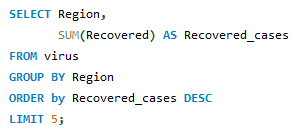 SELECT Region,
SUM(Recovered) AS Recovered_cases
FROM virus
GROUP BY Region
ORDER by Recovered_cases DESC
LIMIT 5;